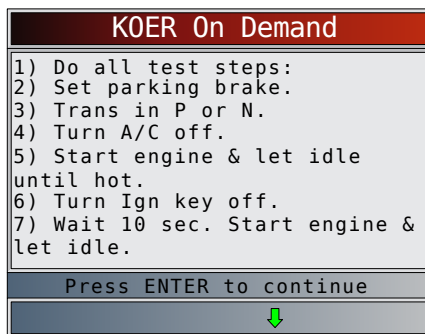 KOER On Demand
1) Do all test steps:
2) Set parking brake.
3) Trans in P or N.
4) Turn A/C off.
5) Start engine & let idle
until hot.
6) Turn Ign key off.
7) Wait 10 sec. Start engine &
let idle.
Press ENTER to continue